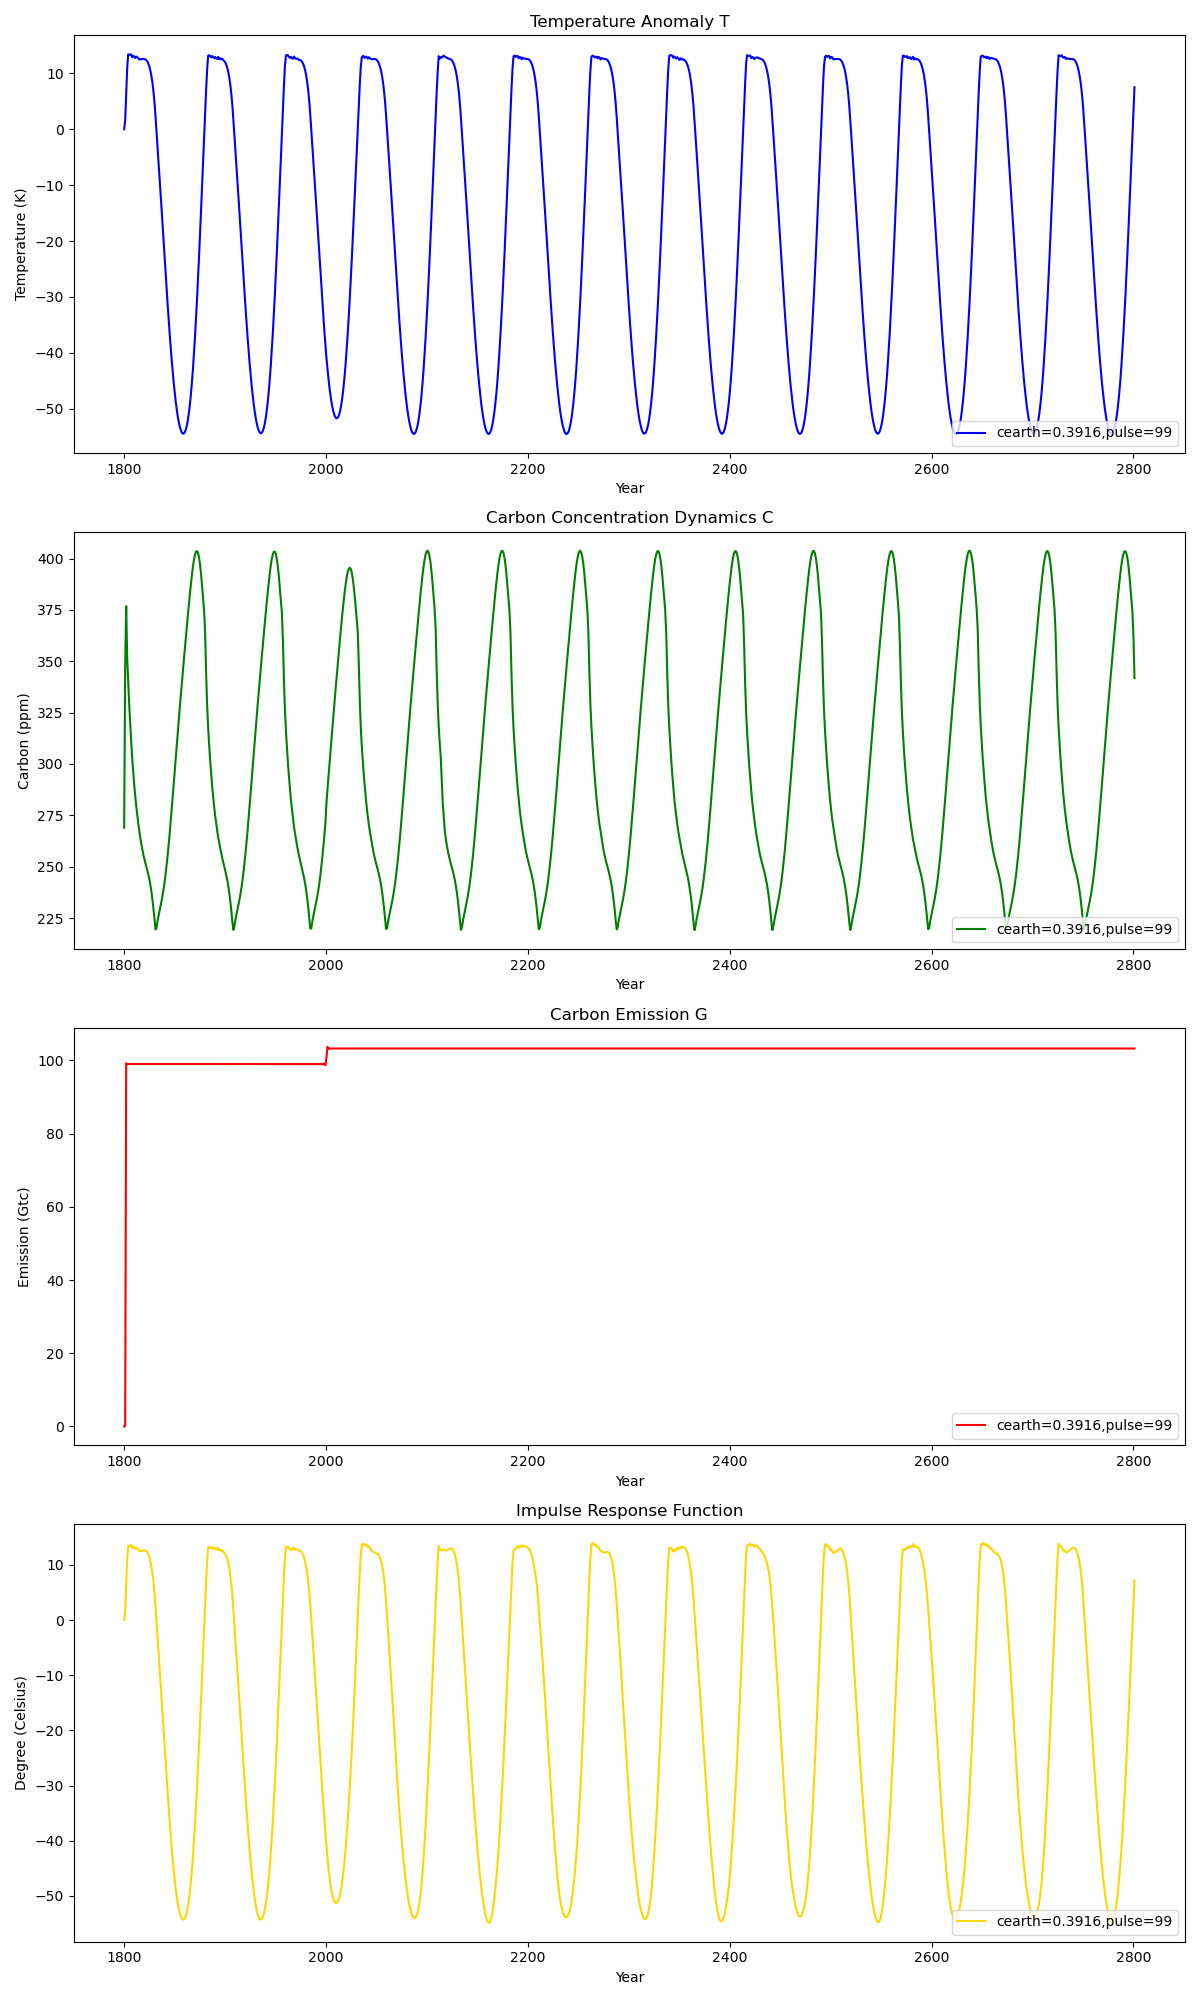 Temperature Anomaly T
Temperature (K)
10
0
−10
−20
−30
−40
−50
cearth=0.3916,pulse=99
1800 2000 2200 2400 2600 2800
Year
Carbon Concentration Dynamics C
Carbon (ppm)
400
375
350
325
300
275
250
225
cearth=0.3916,pulse=99
1800 2000 2200 2400 2600 2800
Year
Carbon Emission G
Emission (Gtc)
100
80
60
40
20
0
cearth=0.3916,pulse=99
1800 2000 2200 2400 2600 2800
Year
Impulse Response Function
Degree (Celsius)
10
0
−10
−20
−30
−40
−50
cearth=0.3916,pulse=99
1800 2000 2200 2400 2600 2800
Year